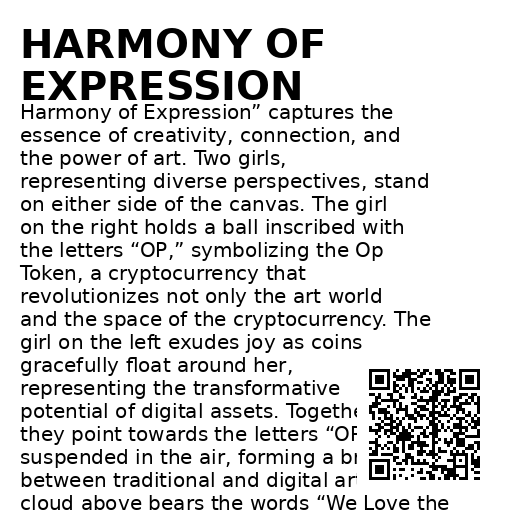 HARMONY OF
EXPRESSION
Harmony of Expression” captures the
essence of creativity, connection, and
the power of art. Two girls,
representing diverse perspectives, stand
on either side of the canvas. The girl
on the right holds a ball inscribed with
the letters “OP,” symbolizing the Op
Token, a cryptocurrency that
revolutionizes not only the art world
and the space of the cryptocurrency. The
girl on the left exudes joy as coins
gracefully float around her,
representing the transformative
potential of digital assets.
they point towards the letters
suspended in the air, forming a
between traditional and digital
cloud above bears the words “We Love the